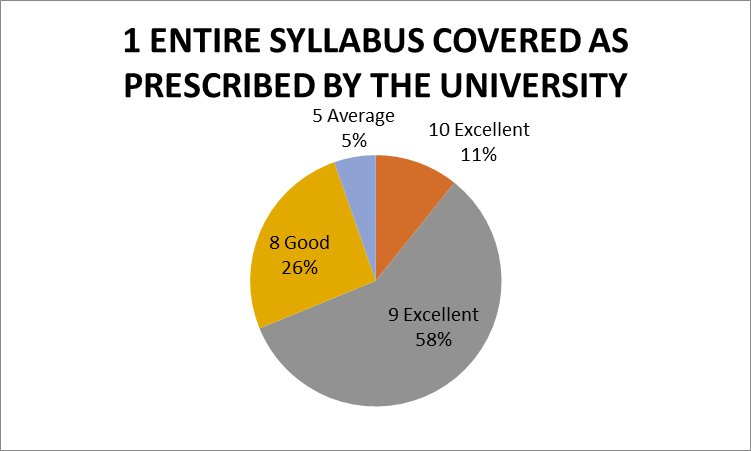 1 ENTIRE SYLLABUS COVERED AS
PRESCRIBED BY THE UNIVERSITY
5 Average
5%
10 Excellent
11%
8 Good
26%
9 Excellent
58%